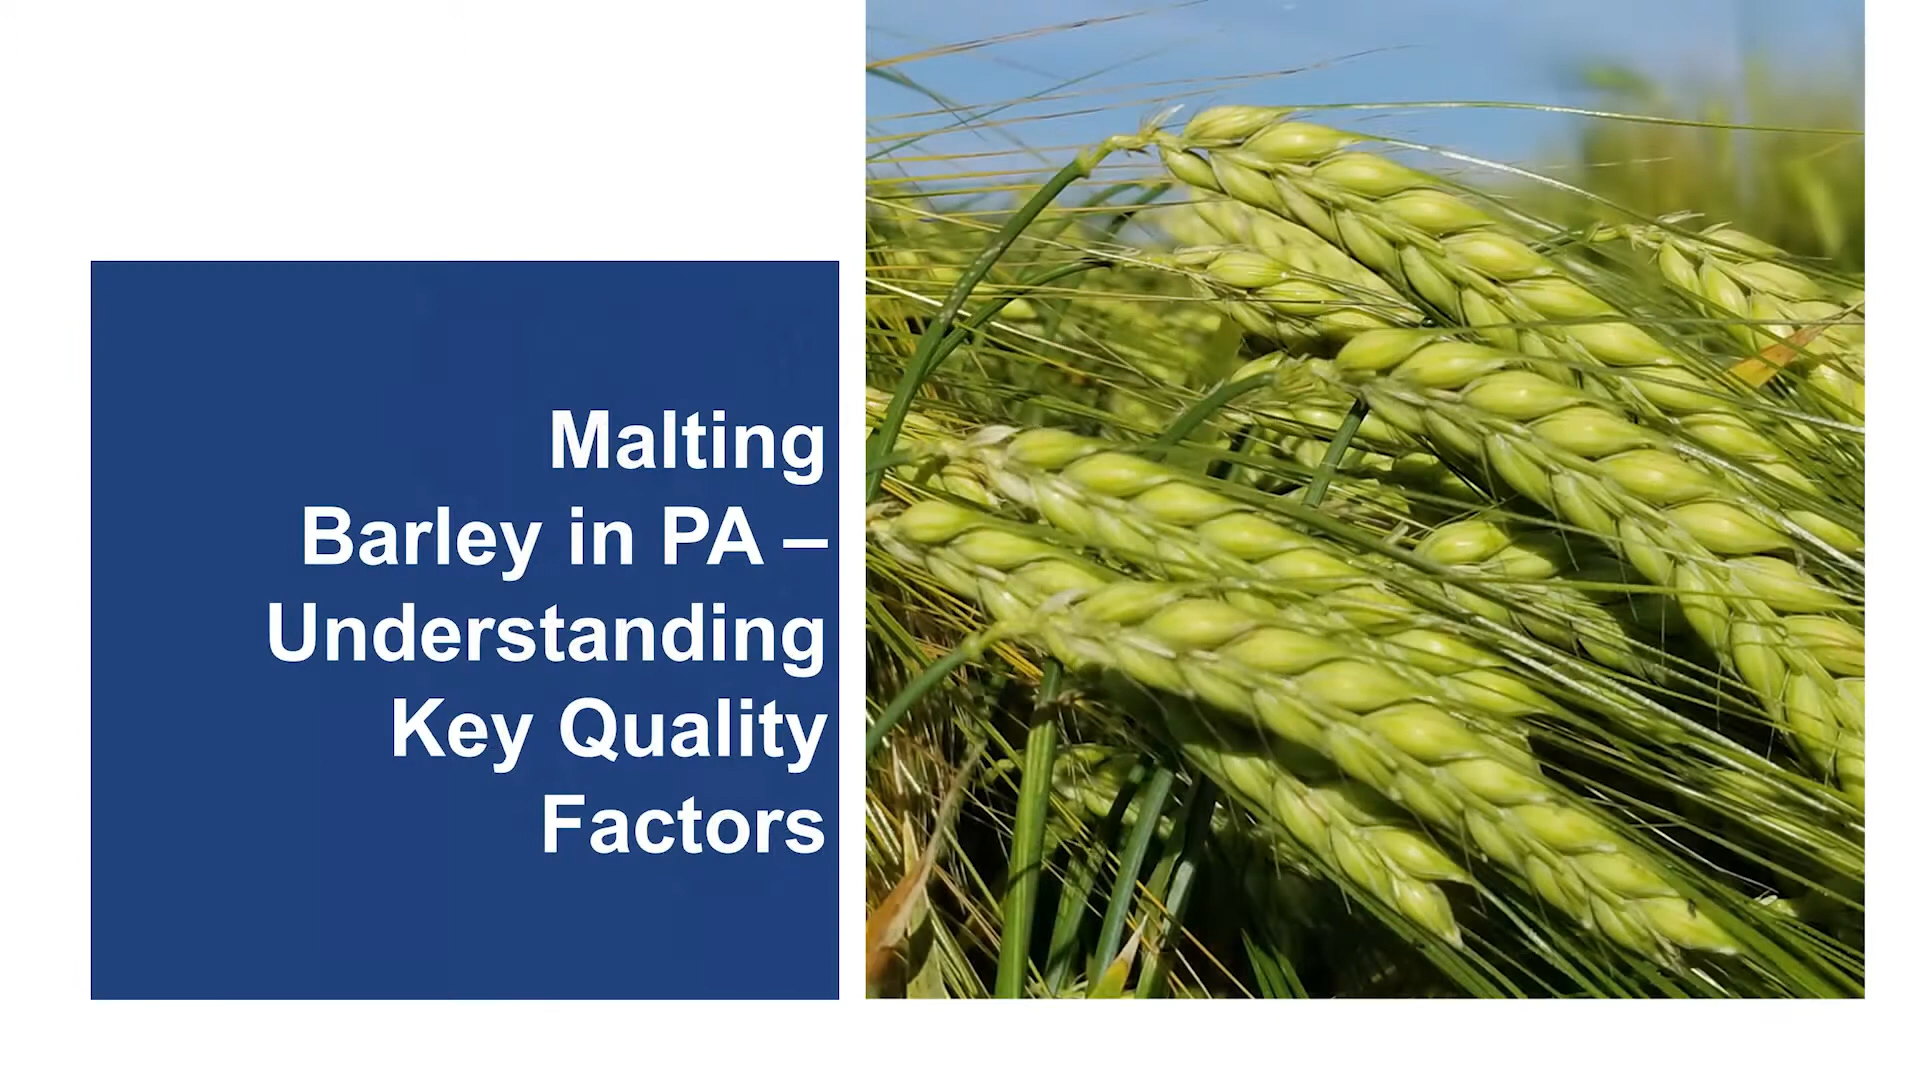 Malting
Barley in PA –
Understanding
Key Quality
Factors